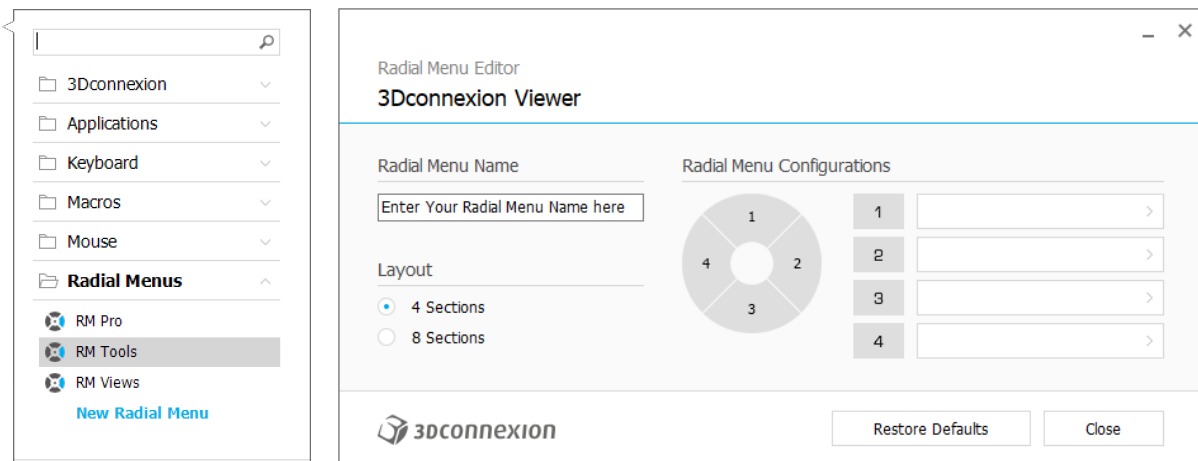 3Dconnexion
Applications
Keyboard
Macros
Mouse
Radial Menus
RM Pro
RM Tools
RM Views
New Radial Menu
Radial Menu Editor
3Dconnexion Viewer
Radial Menu Name
Enter Your Radial Menu Name here
Layout
4 Sections
8 Sections
Radial Menu Configurations
1
4
2
3
1
2
3
4
3Dconnexion
Restore Defaults
Close